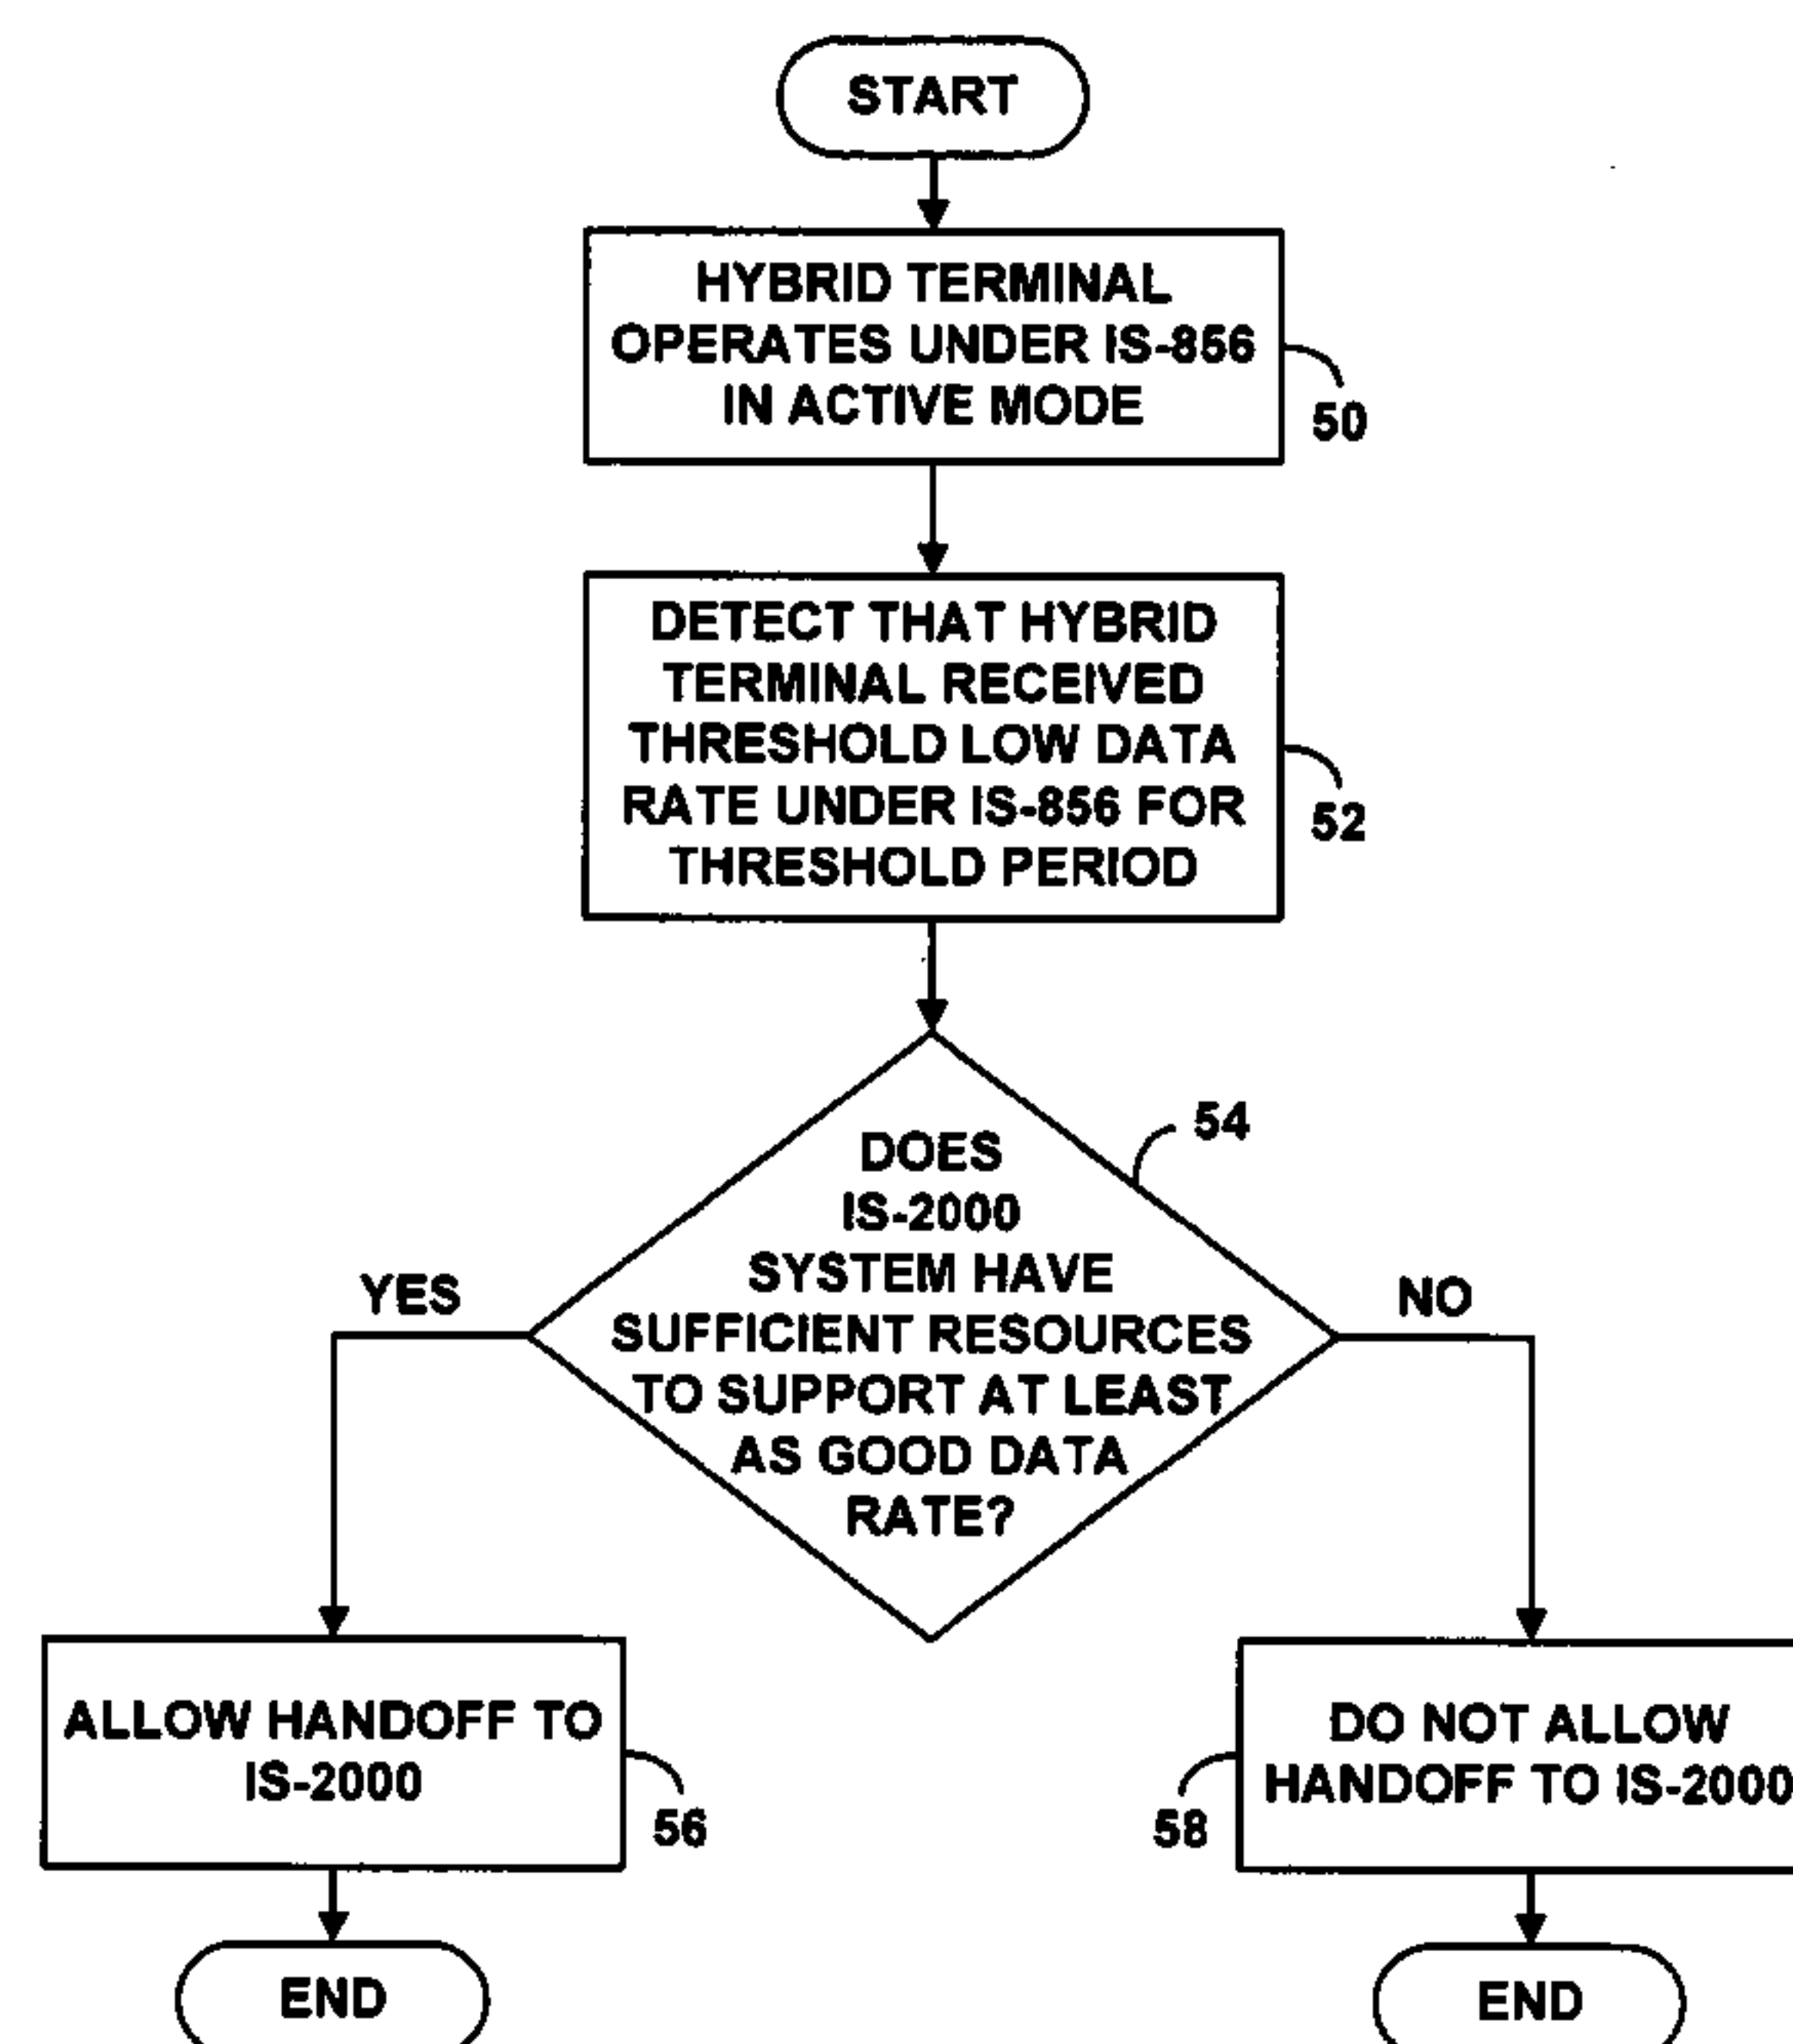 START
HYBRID TERMINAL
OPERATES UNDER IS-856
IN ACTIVE MODE
50
DETECT THAT HYBRID
TERMINAL RECEIVED
THRESHOLD LOW DATA
RATE UNDER IS-856 FOR
THRESHOLD PERIOD
52
54
DOES
IS-2000
SYSTEM HAVE
SUFFICIENT RESOURCES
TO SUPPORT AT LEAST
AS GOOD DATA
RATE?
YES
NO
ALLOW HANDOFF TO
IS-2000
56
DO NOT ALLOW
HANDOFF TO IS-2000
58
END
END